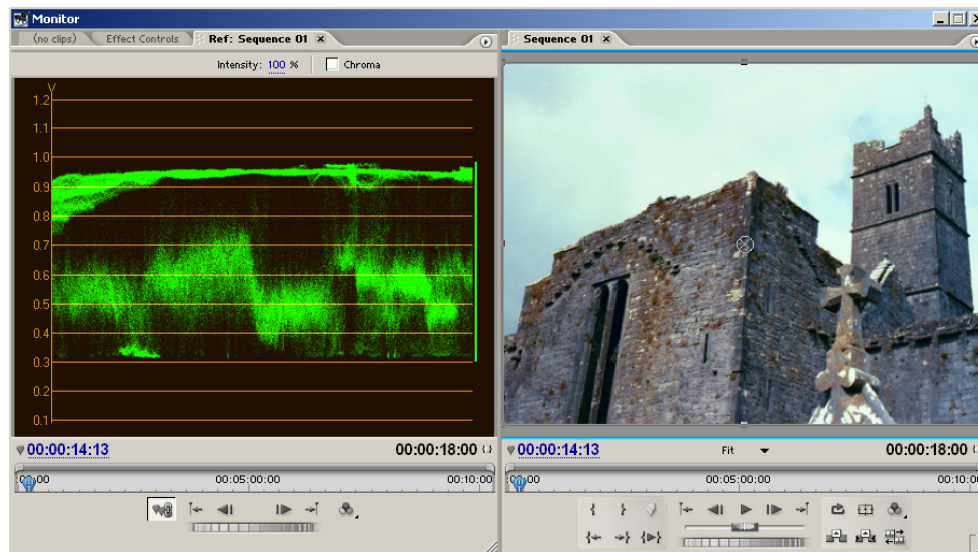 Monitor
(no clips) Effect Controls Ref: Sequence 01
Sequence 01
Intensity: 100 % Chroma
V
1.2
1.1
1.0
0.9
0.8
0.7
0.6
0.5
0.4
0.3
0.2
0.1
00:00:14:13 00:00:18:00
:00:00 00:05:00:00 00:10:00
00:00:14:13 Fit 00:00:18:00
:00:00 00:05:00:00 00:10:00